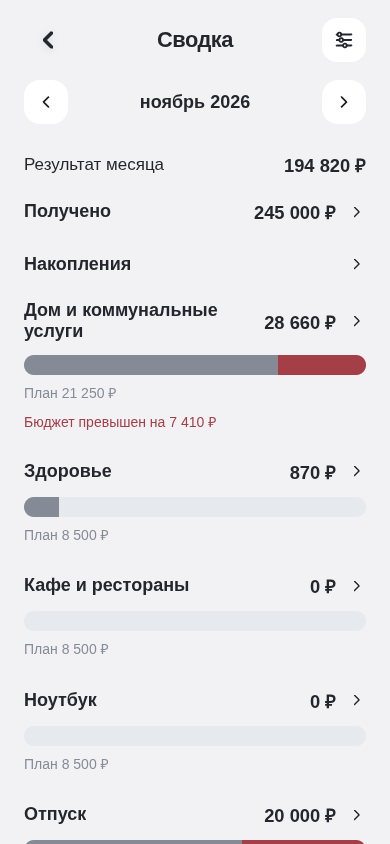 Сводка
ноябрь 2026
Результат месяца 194 820 ₽
Получено 245 000 ₽
Накопления
Дом и коммунальные
услуги 28 660 ₽
План 21 250 ₽
Бюджет превышен на 7 410 ₽
Здоровье 870 ₽
План 8 500 ₽
Кафе и рестораны 0 ₽
План 8 500 ₽
Ноутбук 0 ₽
План 8 500 ₽
Отпуск 20 000 ₽